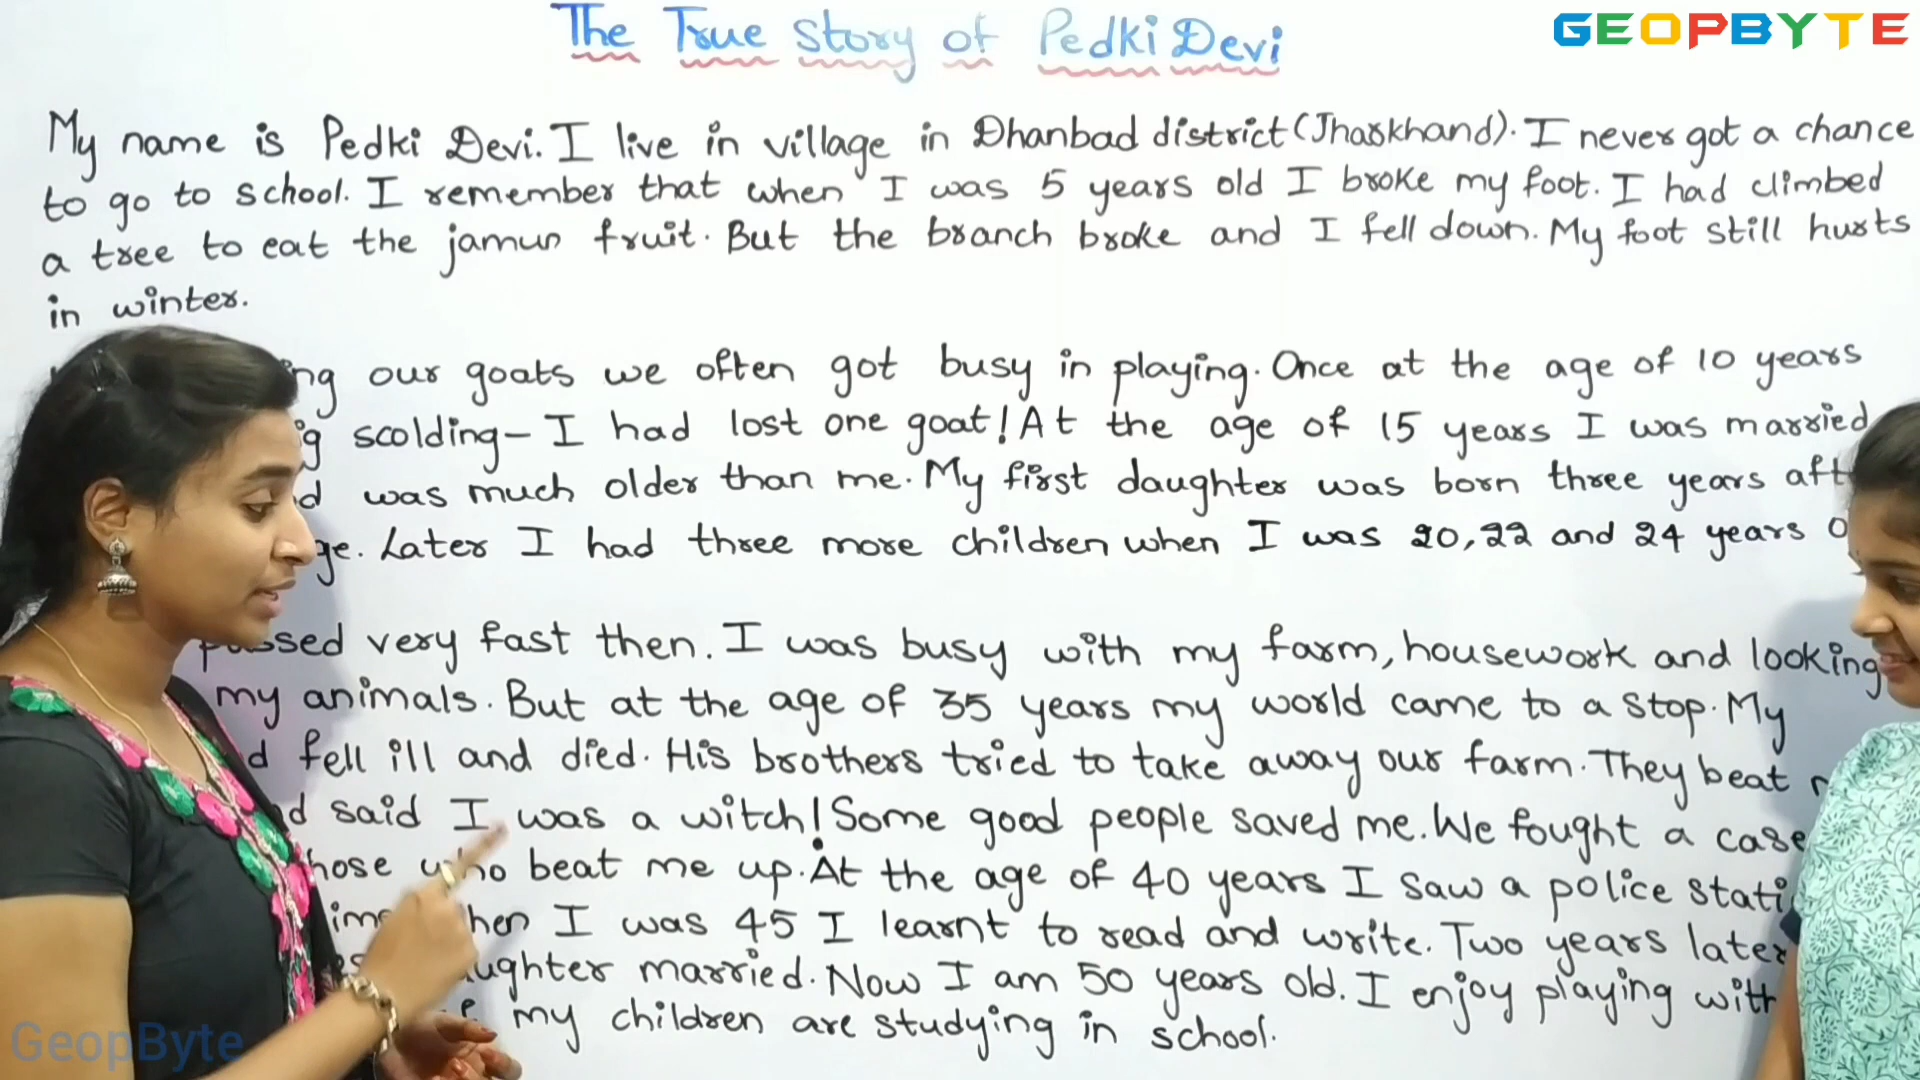 The True Story of Pedki Devi
GEOPBYTE
My name is Pedki Devi. I live in village in Dhanbad district (Jharkhand). I never got a chance
to go to school. I remember that when I was 5 years old I broke my foot. I had climbed
a tree to eat the jamun fruit. But the branch broke and I fell down. My foot still hurts
in winter.
our goats we often got busy in playing. Once at the age of 10 years
scolding- I had lost one goat! At the age of 15 years I was married
was much older than me. My first daughter was born three years
Later I had three more children when I was 20, 22 and 24 years
passed very fast then. I was busy with my farm, housework and looking
my animals. But at the age of 35 years my world came to a stop. My
fell ill and died. His brothers tried to take away our farm. They beat
said I was a witch! Some good people saved me. We fought a case
who beat me up. At the age of 40 years I saw a police
I was 45 I learnt to read and write. Two years later
married. Now I am 50 years old. I enjoy playing with
my children are studying in school.
GeopByte